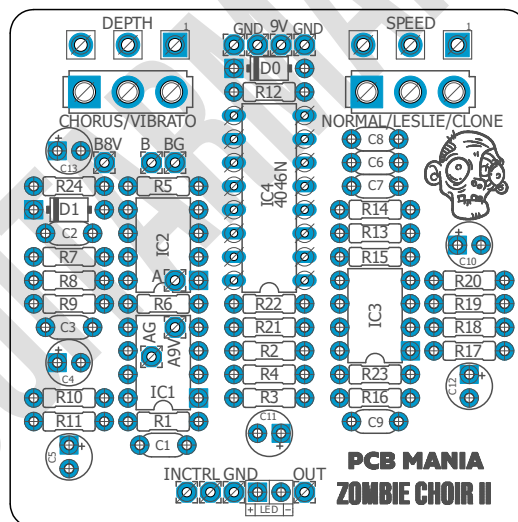 DEPTH GND 9V GND SPEED
1 1
D0
R12
CHORUS/VIBRATO NORMAL/LESLIE/CLONE
C13 B8V B BG C8
C6
R24 R5 IC4 4046N C7
D1 R14
C2 IC2 R13
R7 R15 C10
R8 R20
R9 R6 R22 IC3 R19
C3 AG A9V R21 R18
R2 R17
C4 R4 R23 C12
R10 IC1 R3 R16
R11 R1 C11 C9
C5 C1
PCB MANIA
INCTRL GND OUT
ZOMBIE CHOIR II
+ LED -